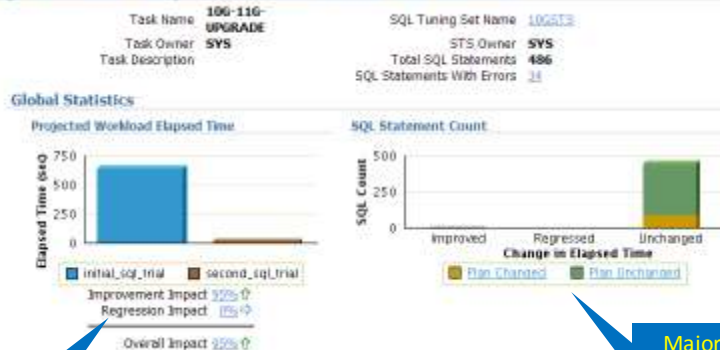 Task Name 10G-11G-UPGRADE
Task Owner SYS
Task Description
SQL Tuning Set Name 10GSTS
STS Owner SYS
Total SQL Statements 486
SQL Statements With Errors 34
Global Statistics
Projected Workload Elapsed Time
Elapsed Time (sec)
750
500
250
0
initial_sql_trial
second_sql_trial
Improvement Impact 95%
Regression Impact 0%
Overall Impact 95%
SQL Statement Count
SQL Count
500
250
0
Improved
Regressed
Unchanged
Change in Elapsed Time
Plan Changed
Plan Unchanged
Major